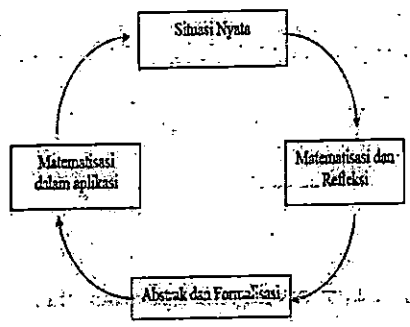 Situasi Nyata
Matematisasi
dalam aplikasi
Matematisasi dan
Refleksi
Abstrak dan Formalisasi